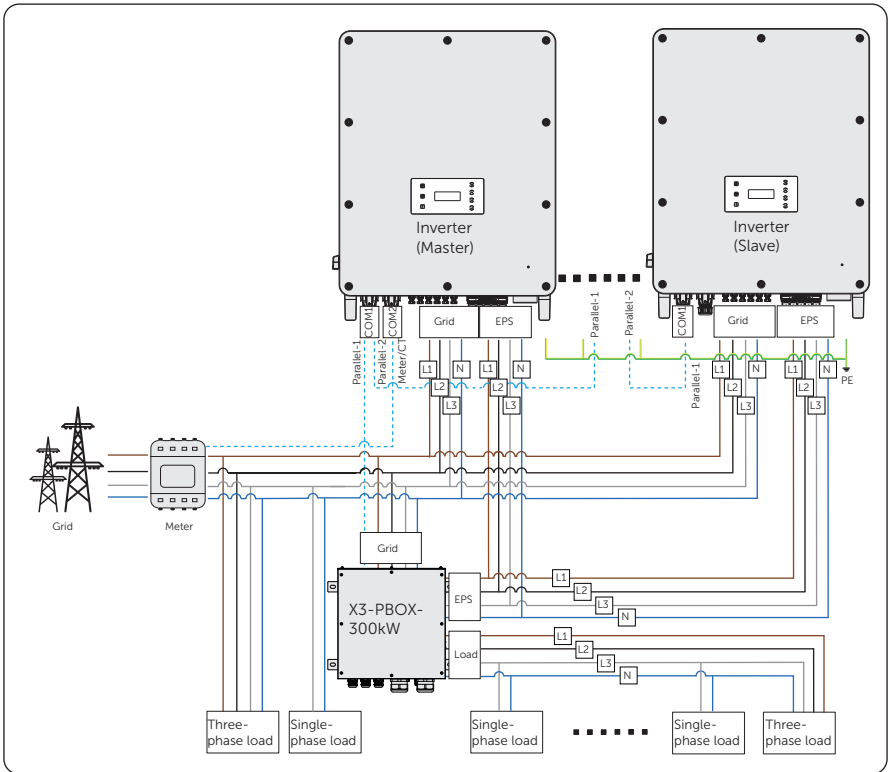 Inverter
(Master)
Inverter
(Slave)
COM1
COM2
Grid
EPS
Parallel-1
Parallel-2
COM1
Grid
EPS
Parallel-1
Parallel-2
Meter/CT
Parallel-1
L1
L2
L3
N
L1
L2
L3
N
L1
L2
L3
N
L1
L2
L3
N
PE
Grid
Meter
Grid
X3-PBOX-
300kW
EPS
Load
L1
L2
L3
N
L1
L2
L3
N
Three-
phase load
Single-
phase load
Single-
phase load
Single-
phase load
Three-
phase load